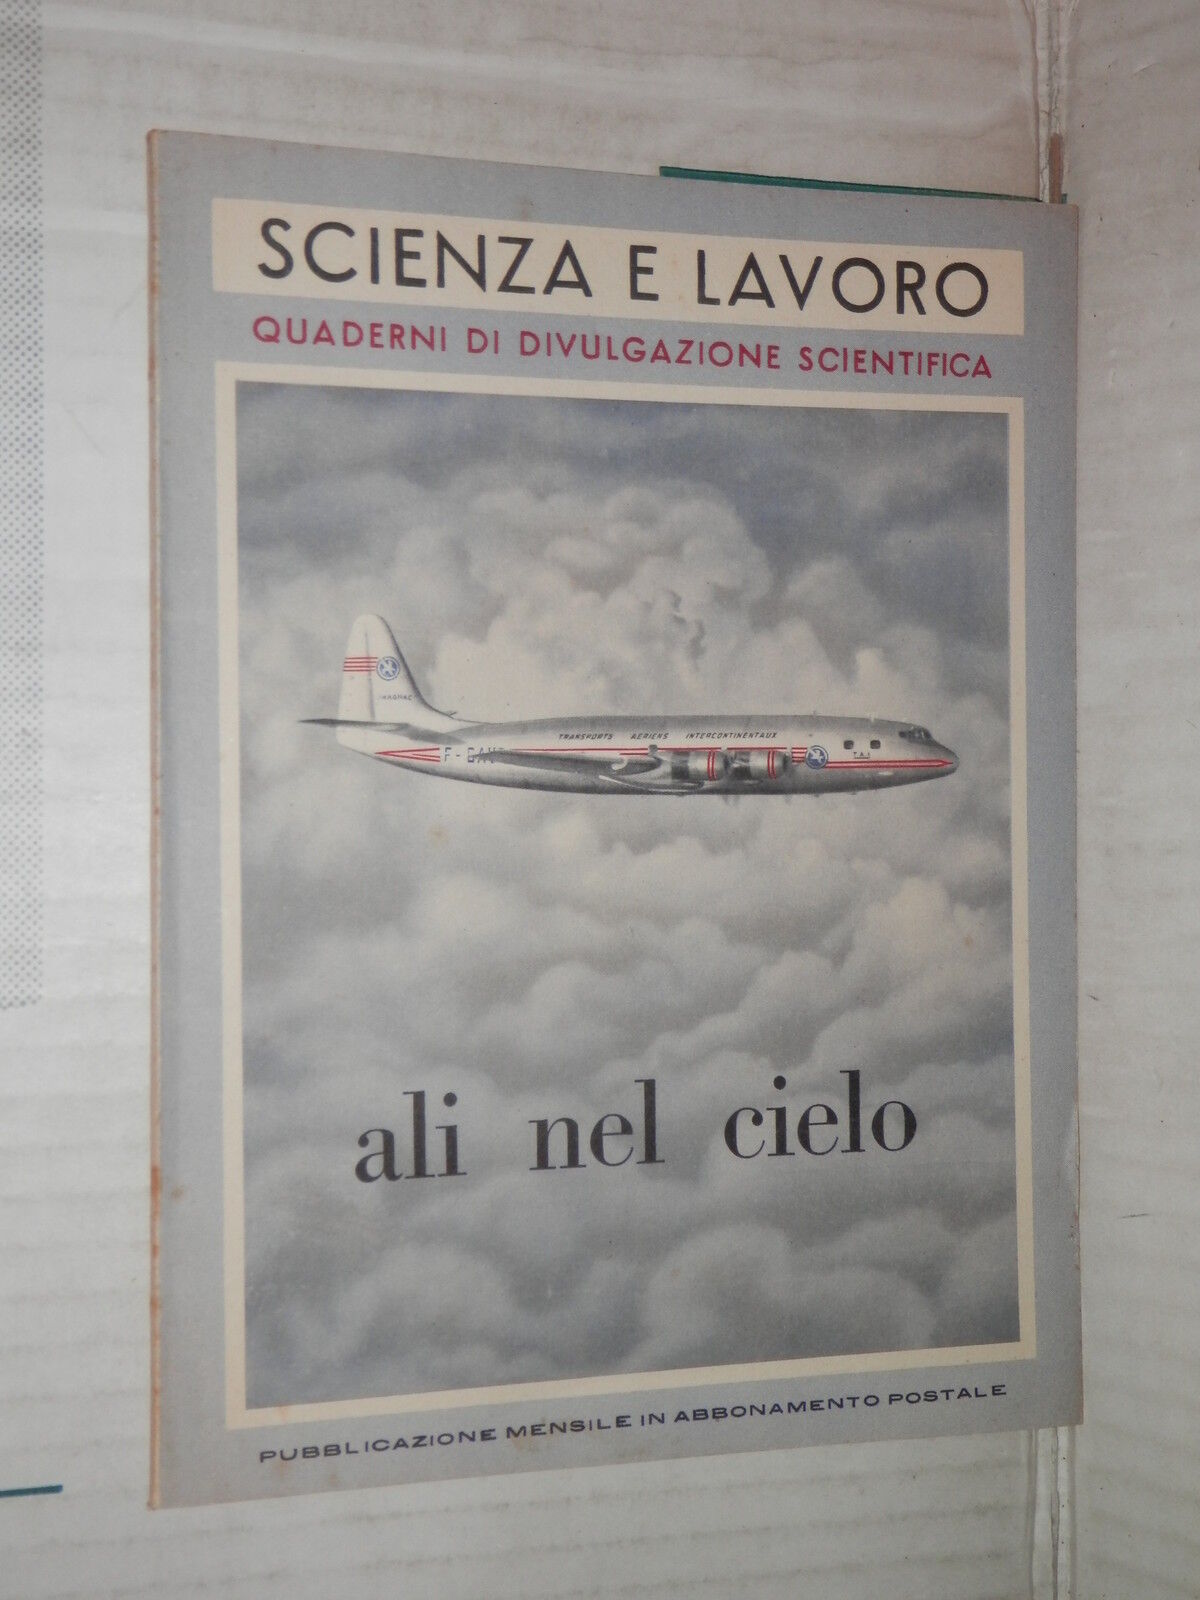 SCIENZA E LAVORO
QUADERNI DI DIVULGAZIONE SCIENTIFICA
TRANSPORTS AERIENS INTERCONTINENTAUX
T.A.I.
ali nel cielo
PUBBLICAZIONE MENSILE IN ABBONAMENTO POSTALE